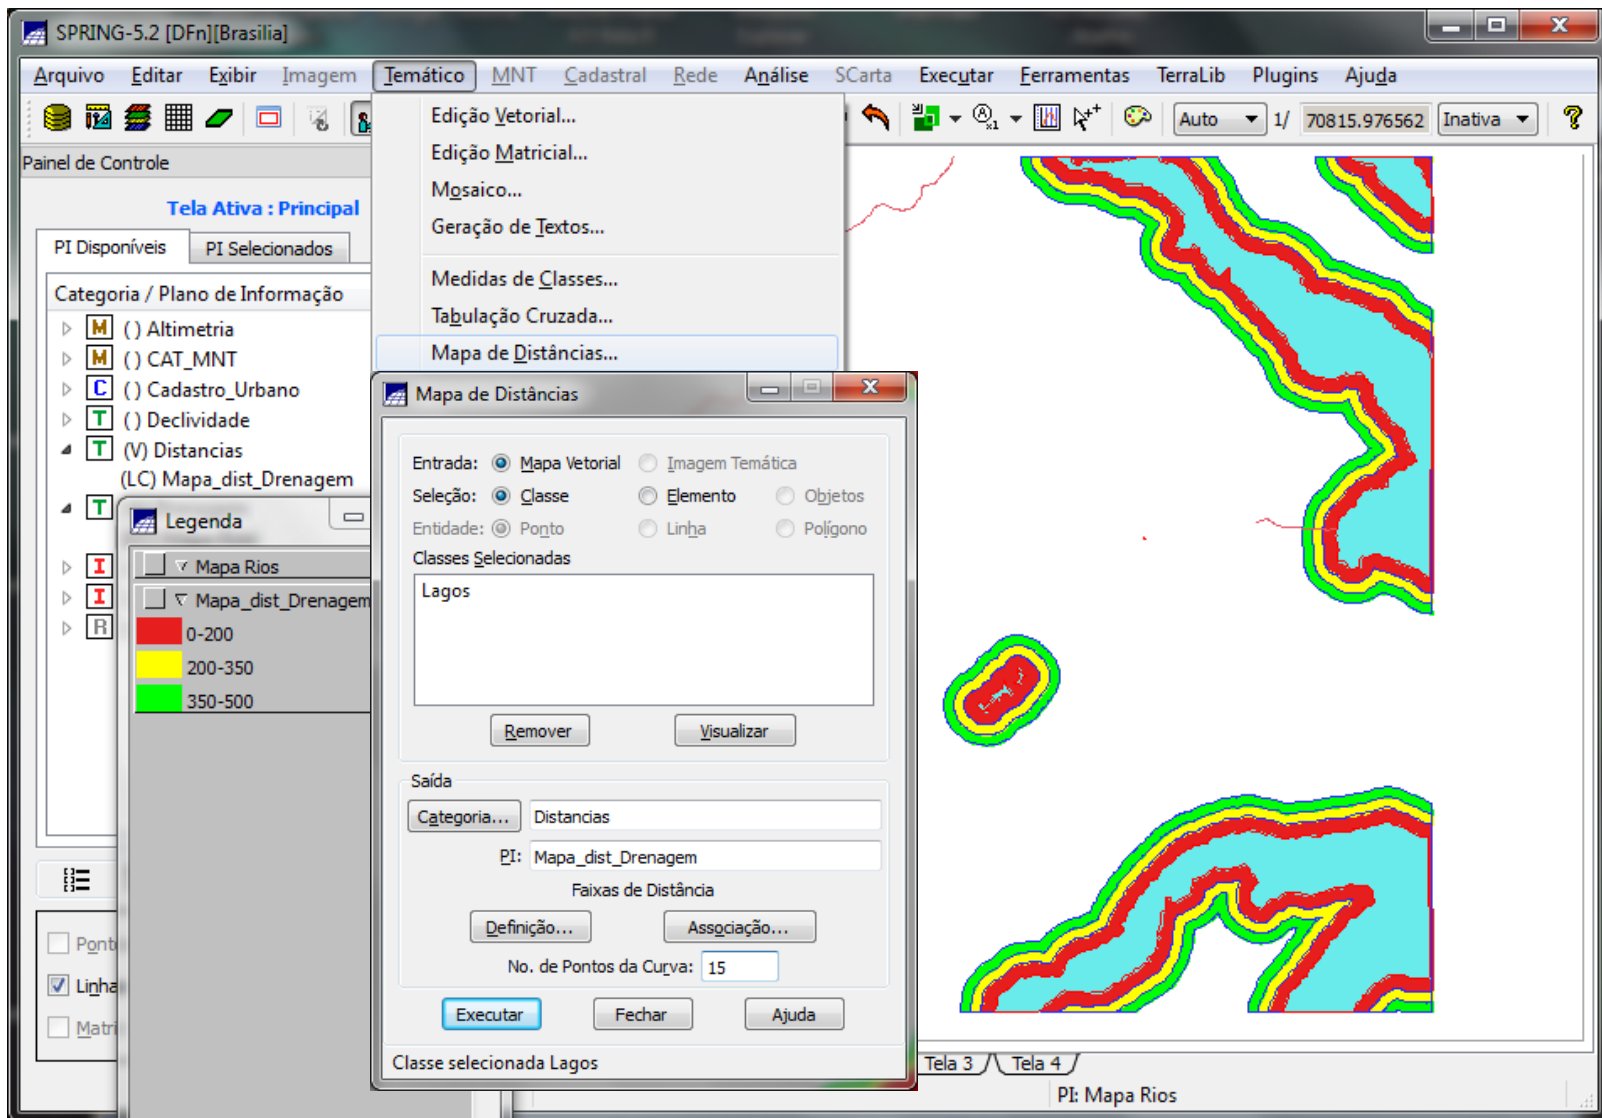 SPRING-5.2 [DFn][Brasilia]
Arquivo Editar Exibir Imagem Temático MNT Cadastral Rede Análise SCarta Executar Ferramentas TerraLib Plugins Ajuda
Auto 1/ 70815.976562 Inativa
Edição Vetorial...
Edição Matricial...
Mosaico...
Geração de Textos...
Medidas de Classes...
Tabulação Cruzada...
Mapa de Distâncias...
Painel de Controle
Tela Ativa : Principal
PI Disponíveis PI Selecionados
Categoria / Plano de Informação
M ( ) Altimetria
M ( ) CAT_MNT
C ( ) Cadastro_Urbano
T ( ) Declividade
T (V) Distancias
(LC) Mapa_dist_Drenagem
T
I
I
R
Legenda
Mapa Rios
Mapa_dist_Drenagem
0-200
200-350
350-500
Linha
Mapa de Distâncias
Entrada: Mapa Vetorial Imagem Temática
Seleção: Classe Elemento Objetos
Entidade: Ponto Linha Polígono
Classes Selecionadas
Lagos
Remover Visualizar
Saída
Categoria... Distancias
PI: Mapa_dist_Drenagem
Faixas de Distância
Definição... Associação...
No. de Pontos da Curva: 15
Executar Fechar Ajuda
Classe selecionada Lagos
Tela 3 Tela 4
PI: Mapa Rios